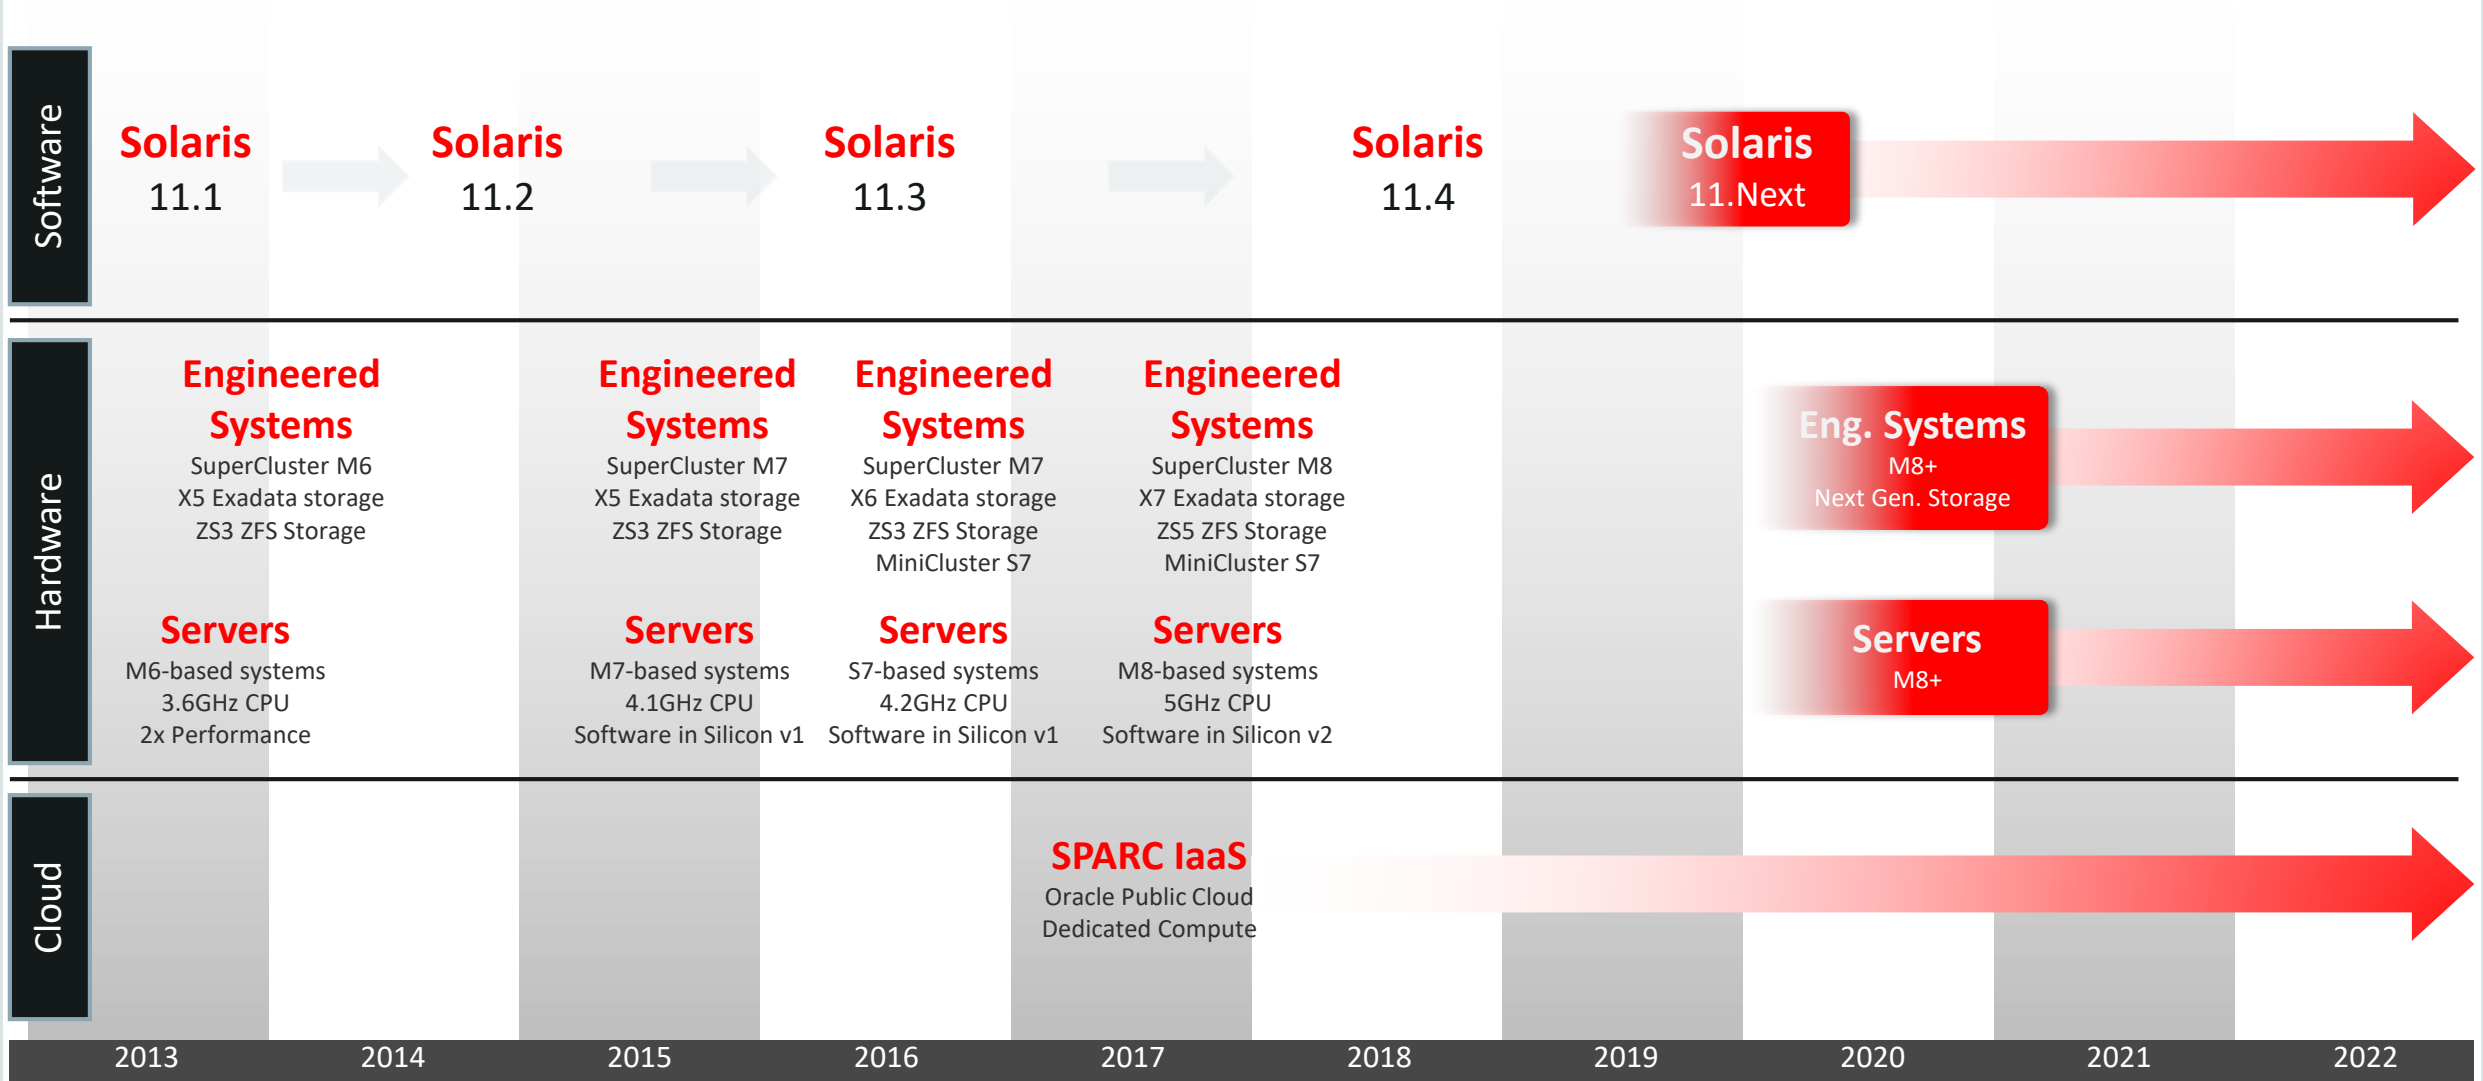 Software
Solaris
11.1
Solaris
11.2
Solaris
11.3
Solaris
11.4
Solaris
11.Next
Hardware
Engineered
Systems
SuperCluster M6
X5 Exadata storage
ZS3 ZFS Storage
Engineered
Systems
SuperCluster M7
X5 Exadata storage
ZS3 ZFS Storage
Engineered
Systems
SuperCluster M7
X6 Exadata storage
ZS3 ZFS Storage
MiniCluster S7
Engineered
Systems
SuperCluster M8
X7 Exadata storage
ZS5 ZFS Storage
MiniCluster S7
Eng. Systems
M8+
Next Gen. Storage
Servers
M6-based systems
3.6GHz CPU
2x Performance
Servers
M7-based systems
4.1GHz CPU
Software in Silicon v1
Servers
S7-based systems
4.2GHz CPU
Software in Silicon v1
Servers
M8-based systems
5GHz CPU
Software in Silicon v2
Servers
M8+
Cloud
SPARC IaaS
Oracle Public Cloud
Dedicated Compute
2013 2014 2015 2016 2017 2018 2019 2020 2021 2022